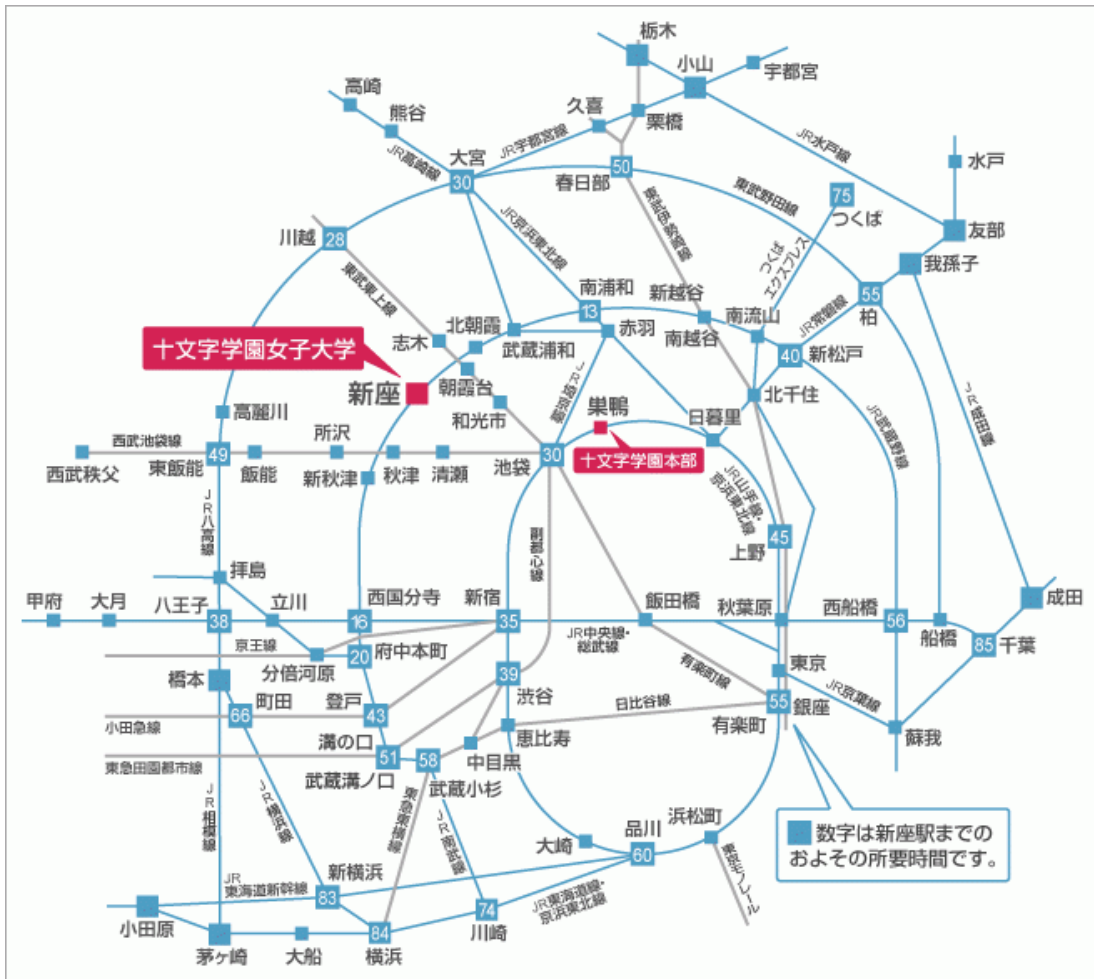 栃木
小山
宇都宮
高崎
久喜
熊谷
栗橋
JR宇都宮線
JR高崎線
大宮
JR水戸線
水戸
30
春日部
50
東武野田線
75
つくば
友部
川越
28
JR京浜東北線
つくば
エクスプレス
我孫子
東武東上線
南浦和
新越谷
南流山
55
柏
北朝霞
13
JR常磐線
志木
武蔵浦和
赤羽
南越谷
40
新松戸
十文字学園女子大学
新座
朝霞台
北千住
和光市
巣鴨
日暮里
高麗川
所沢
JR武蔵野線
西武池袋線
西武秩父
東飯能
49
飯能
新秋津
秋津
清瀬
池袋
30
十文字学園本部
JR山手線・
京浜東北線
JR八高線
上野
45
拝島
成田
甲府
大月
八王子
立川
西国分寺
新宿
飯田橋
秋葉原
西船橋
38
16
35
JR中央線・
総武線
56
船橋
85
千葉
京王線
分倍河原
20
府中本町
東京
橋本
39
渋谷
有楽町線
JR京葉線
町田
登戸
日比谷線
55
銀座
66
43
有楽町
小田急線
恵比寿
蘇我
溝の口
51
58
中目黒
東急田園都市線
武蔵溝ノ口
武蔵小杉
JR相模線
JR横浜線
東急東横線
JR南武線
浜松町
数字は新座駅までの
およその所要時間です。
大崎
品川
60
東京モノレール
新横浜
JR
東海道新幹線
83
74
JR東海道線・
京浜東北線
小田原
84
川崎
茅ヶ崎
大船
横浜